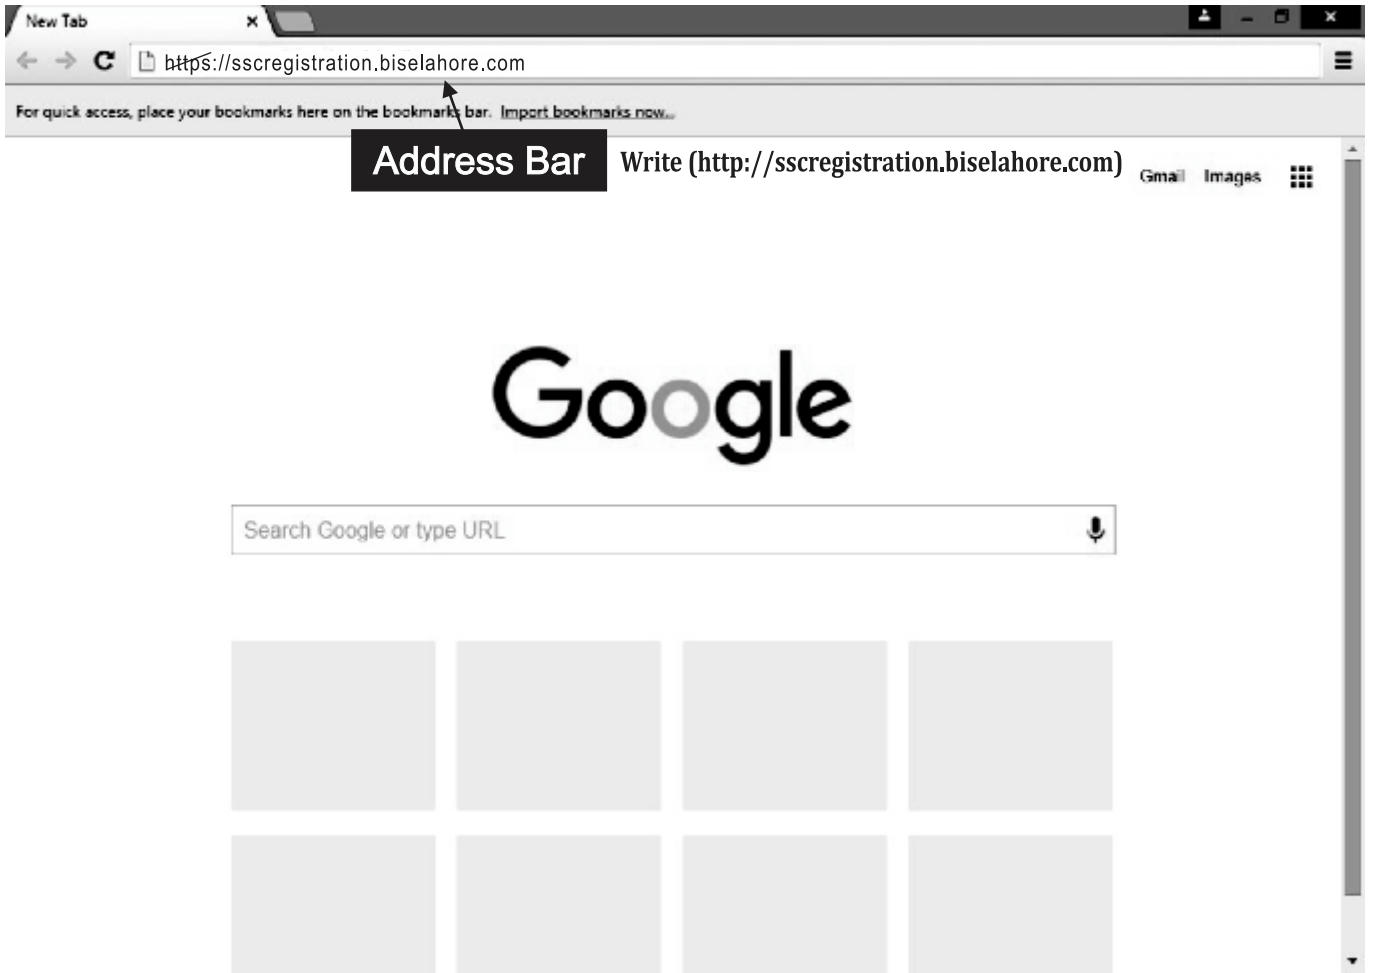 New Tab
https://sscregistration.biselahore.com
For quick access, place your bookmarks here on the bookmarks bar. Import bookmarks now...
Address Bar
Write (http://sscregistration.biselahore.com)
Gmail Images
Google
Search Google or type URL